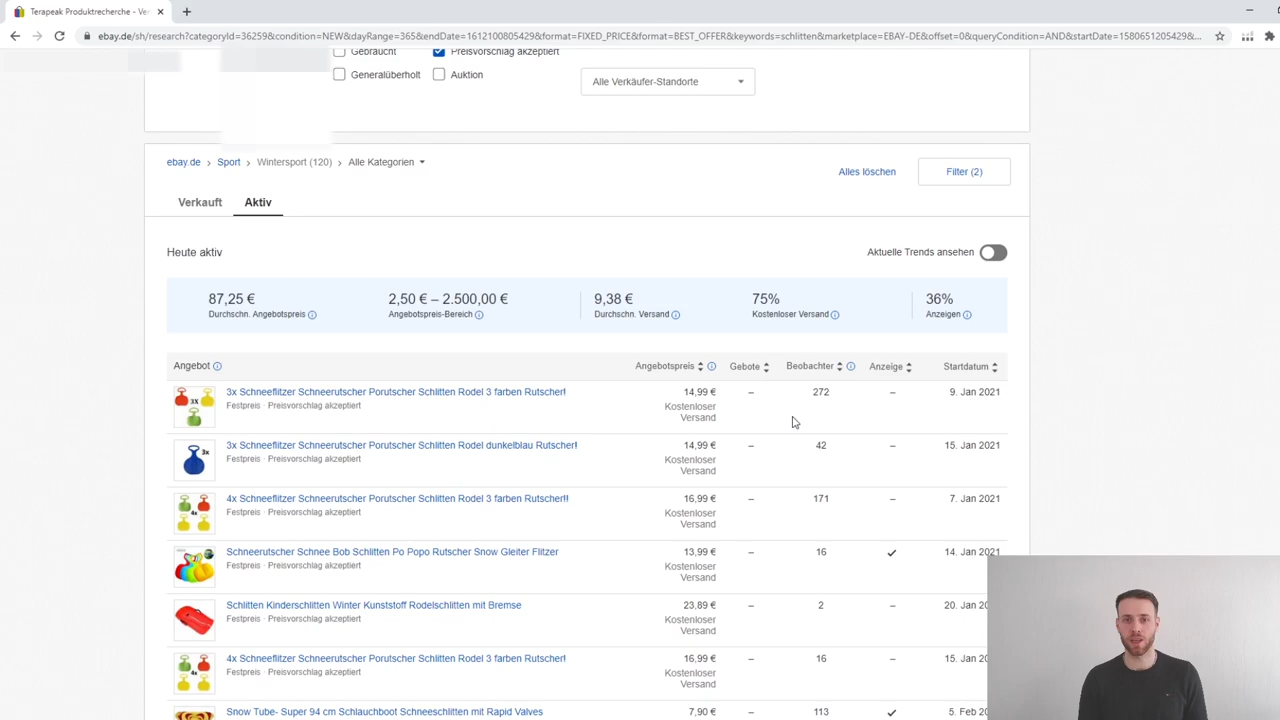 Terapeak Produktrecherche - Ver
ebay.de/sh/research?categoryId=36259&condition=NEW&dayRange=365&endDate=1612100805429&format=FIXED_PRICE&format=BEST_OFFER&keywords=schlitten&marketplace=EBAY-DE&offset=0&queryCondition=AND&startDate=1580651205429&...
Gebraucht Preisvorschlag akzeptiert
Generalüberholt Auktion Alle Verkäufer-Standorte
ebay.de > Sport > Wintersport (120) > Alle Kategorien
Alles löschen Filter (2)
Verkauft Aktiv
Heute aktiv Aktuelle Trends ansehen
87,25 € 2,50 € – 2.500,00 € 9,38 € 75% 36%
Durchschn. Angebotspreis Angebotspreis-Bereich Durchschn. Versand Kostenloser Versand Anzeigen
Angebot Angebotspreis Gebote Beobachter Anzeige Startdatum
3x Schneeflitzer Schneerutscher Porutscher Schlitten Rodel 3 farben Rutscher! 14,99 € – 272 – 9. Jan 2021
Festpreis · Preisvorschlag akzeptiert Kostenloser
Versand
3x Schneeflitzer Schneerutscher Porutscher Schlitten Rodel dunkelblau Rutscher! 14,99 € – 42 – 15. Jan 2021
Festpreis · Preisvorschlag akzeptiert Kostenloser
Versand
4x Schneeflitzer Schneerutscher Porutscher Schlitten Rodel 3 farben Rutscher!! 16,99 € – 171 – 7. Jan 2021
Festpreis · Preisvorschlag akzeptiert Kostenloser
Versand
Schneerutscher Schnee Bob Schlitten Po Popo Rutscher Snow Gleiter Flitzer 13,99 € – 16 14. Jan 2021
Festpreis · Preisvorschlag akzeptiert Kostenloser
Versand
Schlitten Kinderschlitten Winter Kunststoff Rodelschlitten mit Bremse 23,89 € – 2 – 20. Jan 20
Festpreis · Preisvorschlag akzeptiert Kostenloser
Versand
4x Schneeflitzer Schneerutscher Porutscher Schlitten Rodel 3 farben Rutscher! 16,99 € – 16 – 15. Jan 20
Festpreis · Preisvorschlag akzeptiert Kostenloser
Versand
Snow Tube- Super 94 cm Schlauchboot Schneeschlitten mit Rapid Valves 7,90 € – 113 5. Feb 20